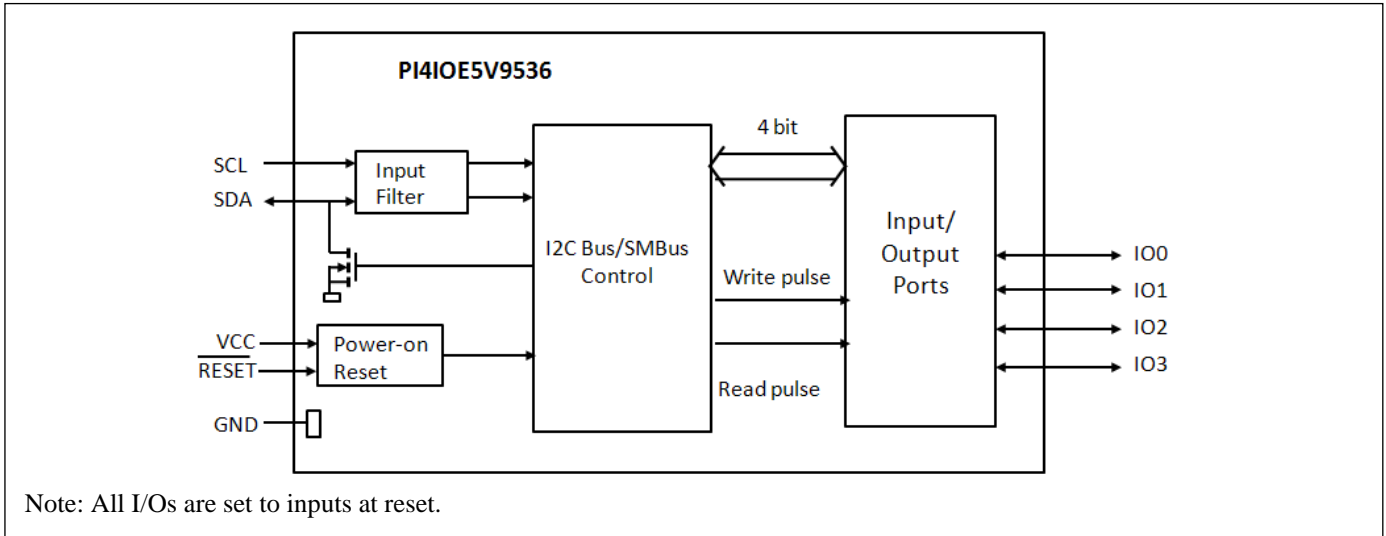 PI4IOE5V9536
SCL
SDA
Input
Filter
I2C Bus/SMBus
Control
4 bit
Write pulse
Read pulse
Input/
Output
Ports
IO0
IO1
IO2
IO3
VCC
RESET
Power-on
Reset
GND
Note: All I/Os are set to inputs at reset.